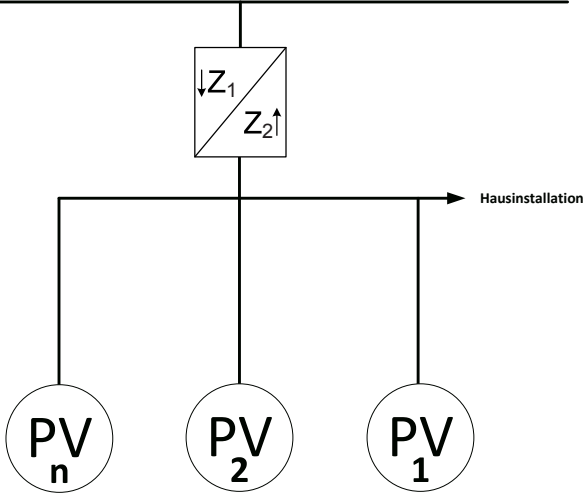 ↓Z₁
Z₂↑
Hausinstallation
PV PV PV
n 2 1